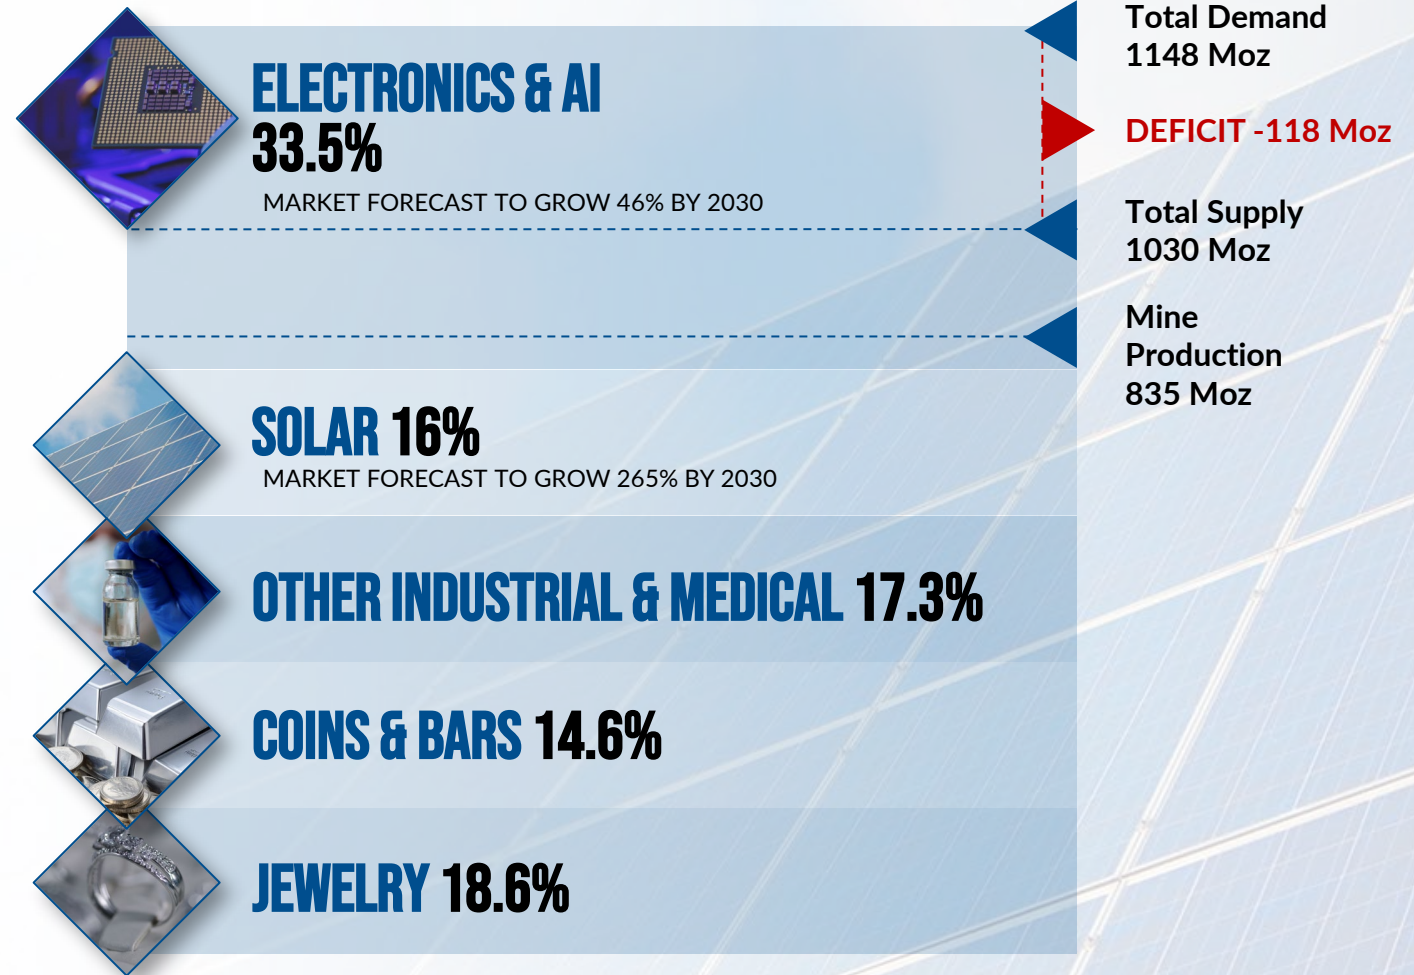 Total Demand
1148 Moz
ELECTRONICS & AI
33.5%
DEFICIT -118 Moz
MARKET FORECAST TO GROW 46% BY 2030
Total Supply
1030 Moz
Mine
Production
835 Moz
SOLAR 16%
MARKET FORECAST TO GROW 265% BY 2030
OTHER INDUSTRIAL & MEDICAL 17.3%
COINS & BARS 14.6%
JEWELRY 18.6%